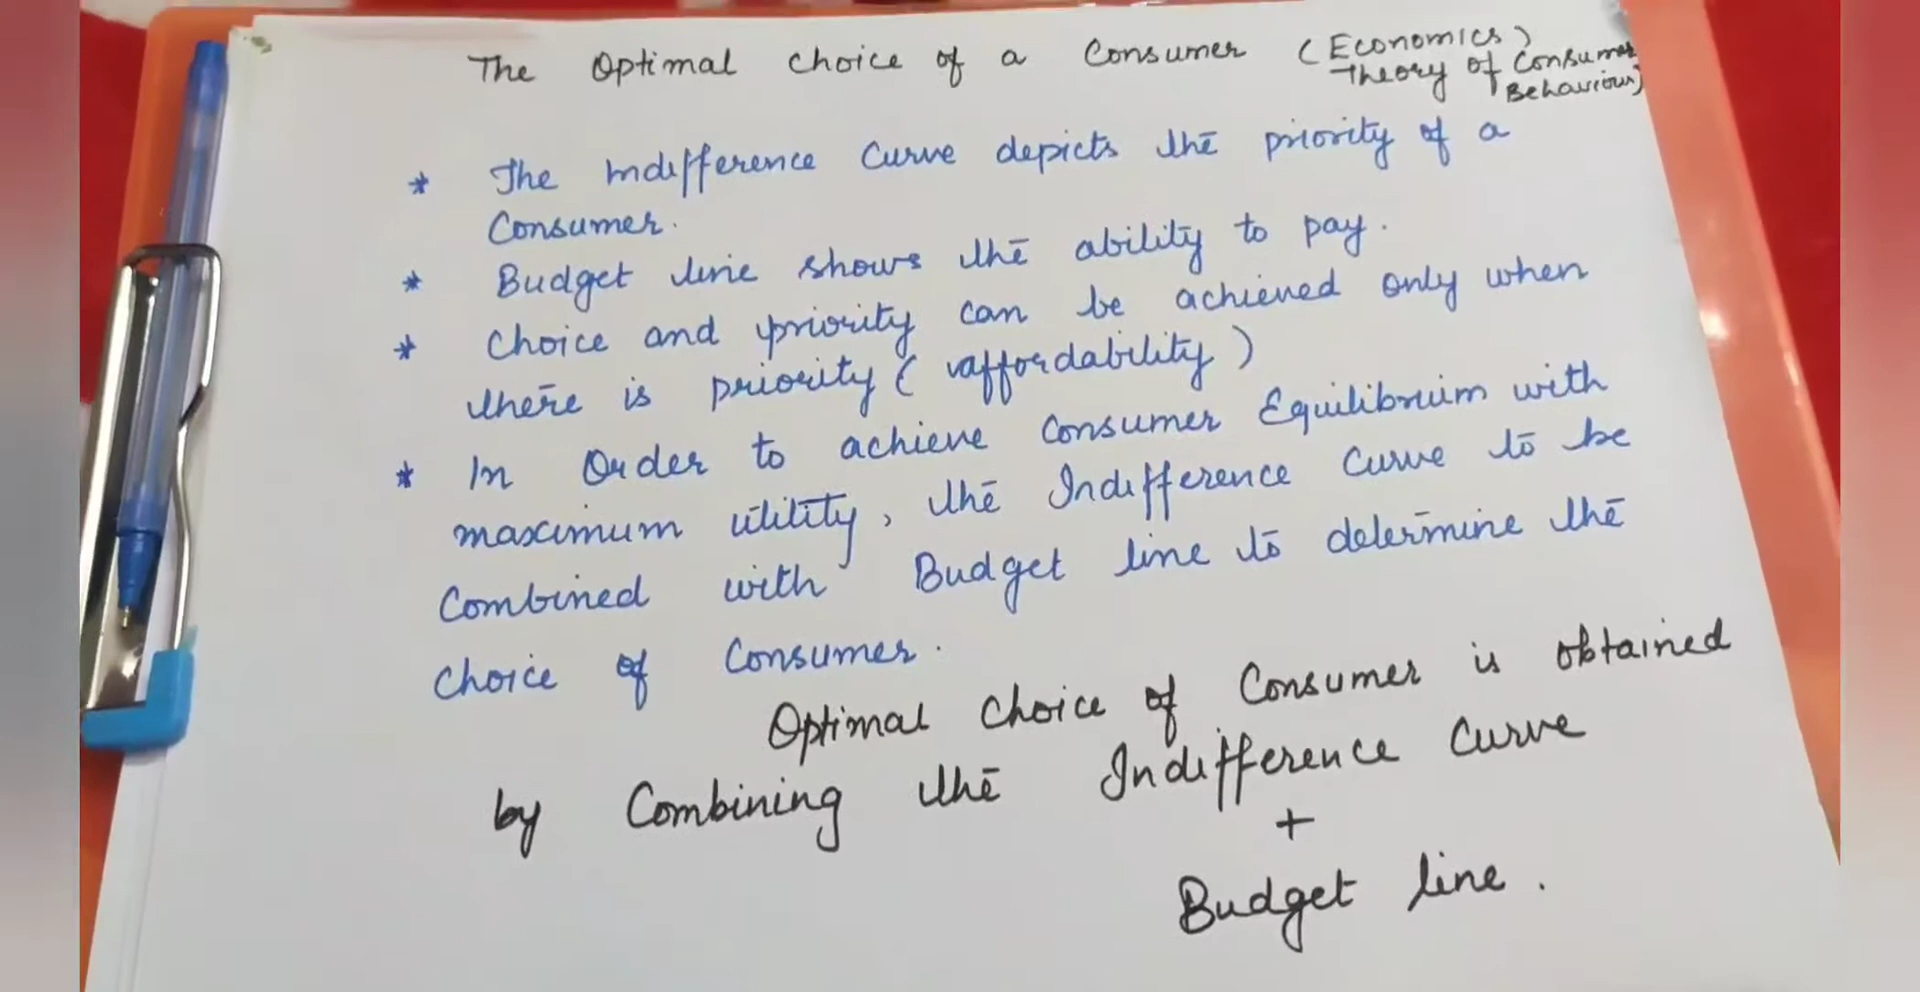 The Optimal choice of a Consumer (Economics)
Theory of Consumer
Behaviour)
* The Indifference Curve depicts the priority of a
Consumer.
* Budget line shows the ability to pay.
* Choice and priority can be achieved only when
there is priority (affordability)
* In Order to achieve Consumer Equilibrium with
maximum utility, the Indifference Curve to be
Combined with Budget line to determine the
choice of Consumer.
Optimal choice of Consumer is obtained
by Combining the Indifference Curve
+
Budget line.